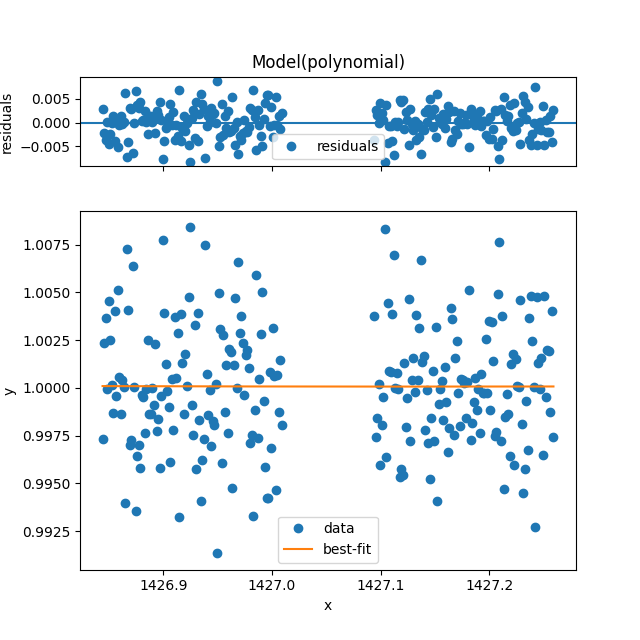 Model(polynomial)
residuals
0.005
0.000
−0.005
residuals
y
1.0075
1.0050
1.0025
1.0000
0.9975
0.9950
0.9925
data
best-fit
1426.9 1427.0 1427.1 1427.2
x